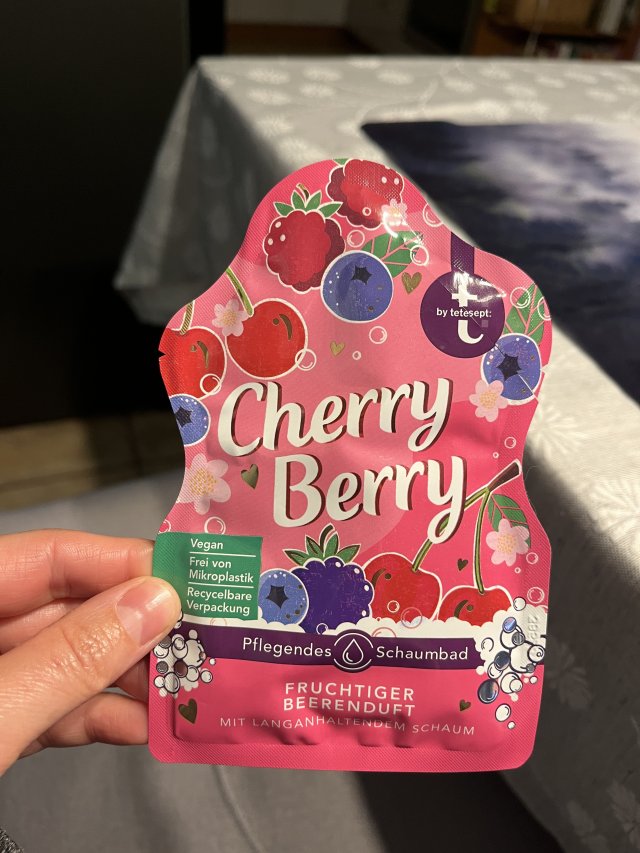 t
by tetesept:
Cherry
Berry
Vegan
Frei von
Mikroplastik
Recycelbare
Verpackung
Pflegendes Schaumbad
FRUCHTIGER
BEERENDUFT
MIT LANGANHALTENDEM SCHAUM